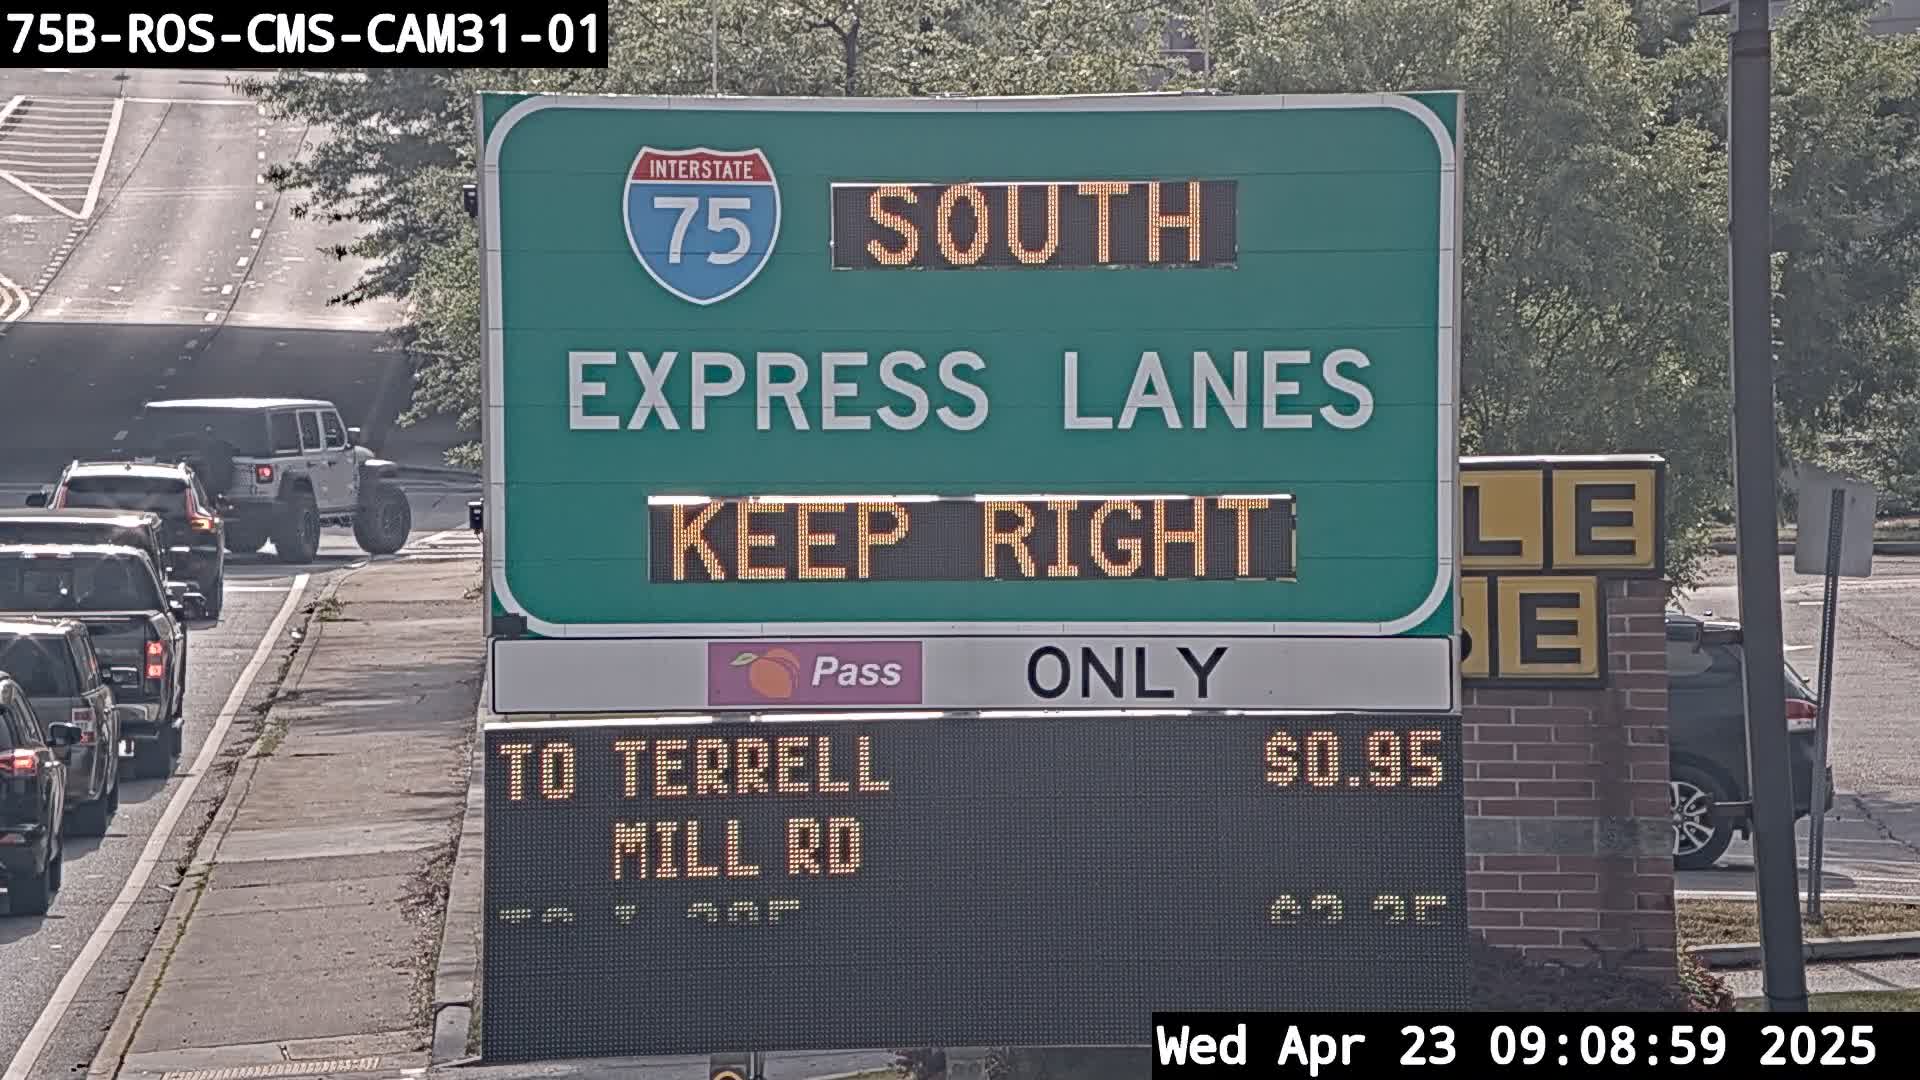 75B-ROS-CMS-CAM31-01
INTERSTATE
75
SOUTH
EXPRESS LANES
KEEP RIGHT
Pass ONLY
TO TERRELL $0.95
MILL RD
LE
E
Wed Apr 23 09:08:59 2025